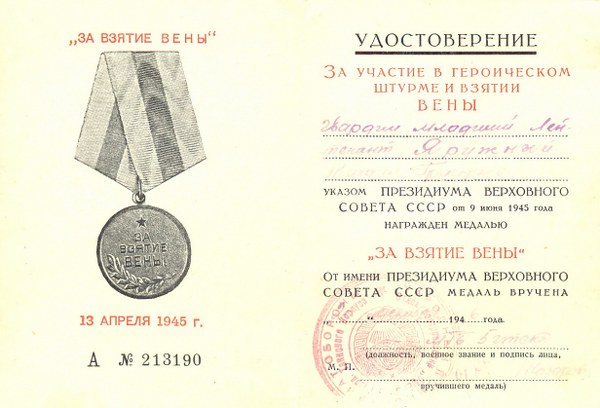 „ЗА ВЗЯТИЕ ВЕНЫ“
ЗА
ВЗЯТИЕ
ВЕНЫ
13 АПРЕЛЯ 1945 г.
А № 213190
УДОСТОВЕРЕНИЕ
ЗА УЧАСТИЕ В ГЕРОИЧЕСКОМ
ШТУРМЕ И ВЗЯТИИ
ВЕНЫ
Гвардии младший Лей-
тенант Ярижный
УКАЗОМ ПРЕЗИДИУМА ВЕРХОВНОГО
СОВЕТА СССР от 9 июня 1945 года
НАГРАЖДЕН МЕДАЛЬЮ
„ЗА ВЗЯТИЕ ВЕНЫ“
ОТ ИМЕНИ ПРЕЗИДИУМА ВЕРХОВНОГО
СОВЕТА СССР МЕДАЛЬ ВРУЧЕНА
„ “ 194 года.
(должность, военное звание и подпись лица,
М. П.
вручившего медаль)